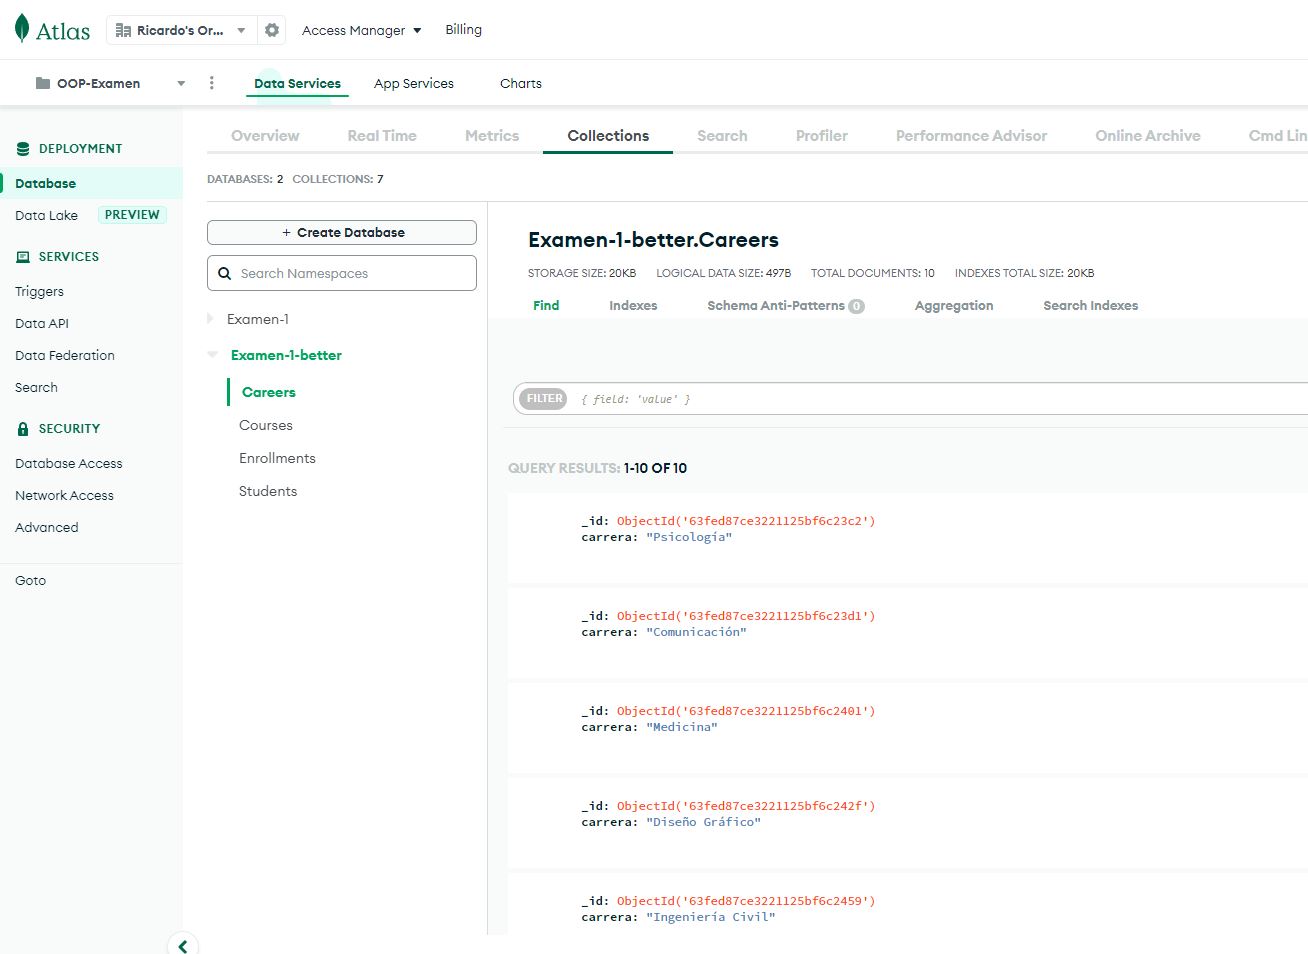 Atlas
Ricardo's Or...
Access Manager
Billing
OOP-Examen
Data Services
App Services
Charts
DEPLOYMENT
Database
Data Lake PREVIEW
SERVICES
Triggers
Data API
Data Federation
Search
SECURITY
Database Access
Network Access
Advanced
Goto
Overview Real Time Metrics Collections Search Profiler Performance Advisor Online Archive Cmd Lin
DATABASES: 2 COLLECTIONS: 7
+ Create Database
Search Namespaces
Examen-1
Examen-1-better
Careers
Courses
Enrollments
Students
Examen-1-better.Careers
STORAGE SIZE: 20KB LOGICAL DATA SIZE: 497B TOTAL DOCUMENTS: 10 INDEXES TOTAL SIZE: 20KB
Find Indexes Schema Anti-Patterns 0 Aggregation Search Indexes
FILTER { field: 'value' }
QUERY RESULTS: 1-10 OF 10
_id: ObjectId('63fed87ce3221125bf6c23c2')
carrera: "Psicología"
_id: ObjectId('63fed87ce3221125bf6c23d1')
carrera: "Comunicación"
_id: ObjectId('63fed87ce3221125bf6c2401')
carrera: "Medicina"
_id: ObjectId('63fed87ce3221125bf6c242f')
carrera: "Diseño Gráfico"
_id: ObjectId('63fed87ce3221125bf6c2459')
carrera: "Ingeniería Civil"